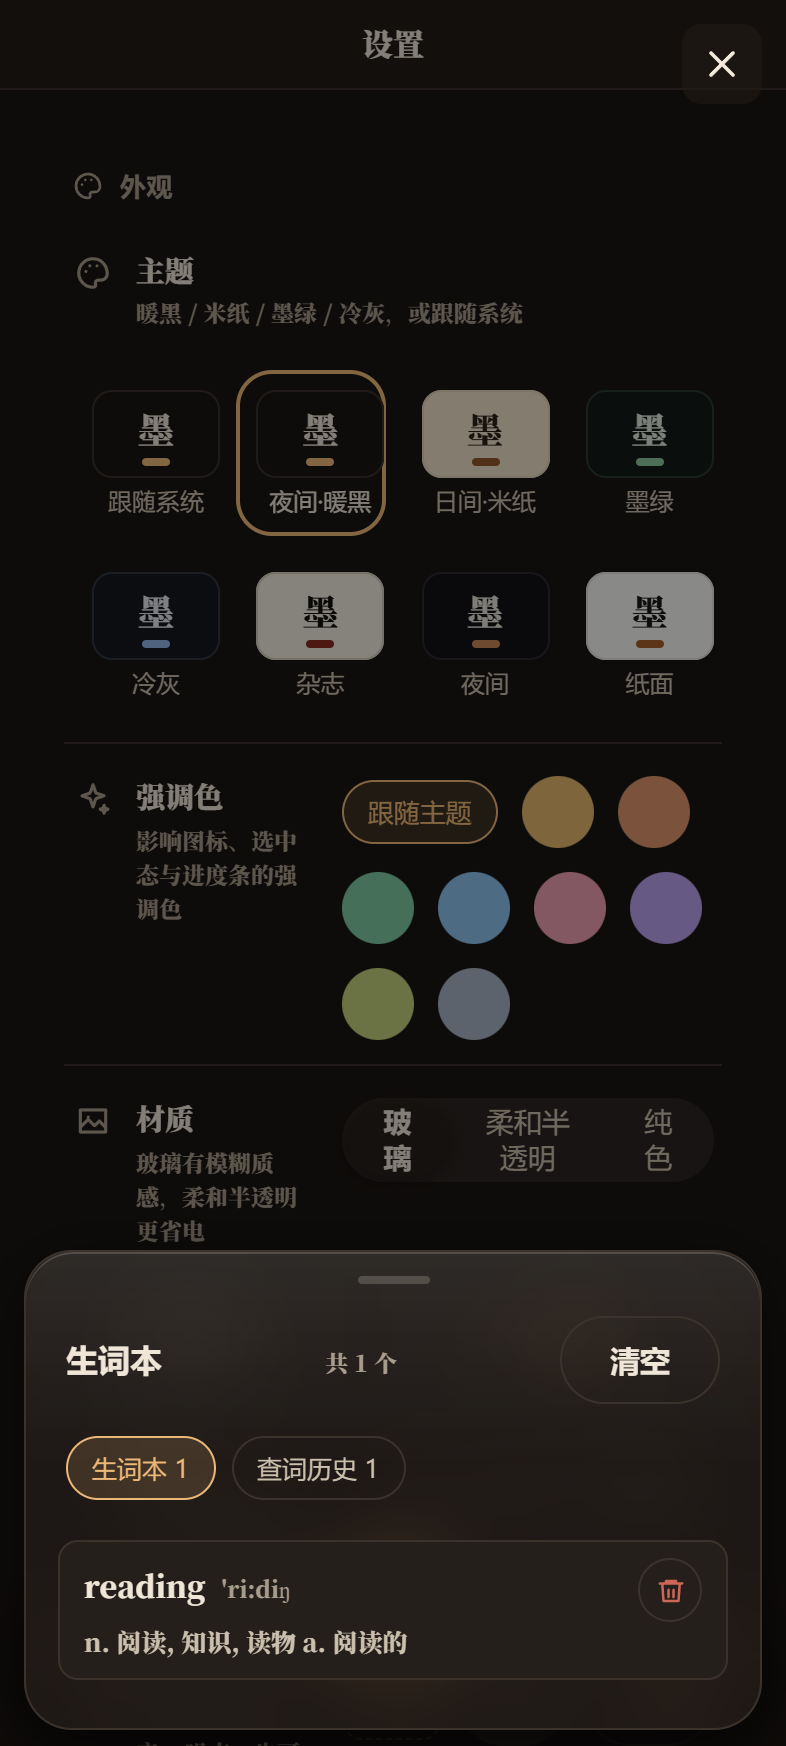 设置
外观
主题
暖黑 / 米纸 / 墨绿 / 冷灰，或跟随系统
墨 墨 墨 墨
跟随系统 夜间·暖黑 日间·米纸 墨绿
墨 墨 墨 墨
冷灰 杂志 夜间 纸面
强调色
影响图标、选中
态与进度条的强
调色
跟随主题
材质
玻璃有模糊质
感，柔和半透明
更省电
玻
璃
柔和半
透明
纯
色
生词本 共 1 个 清空
生词本 1 查词历史 1
reading 'ri:diŋ
n. 阅读, 知识, 读物 a. 阅读的